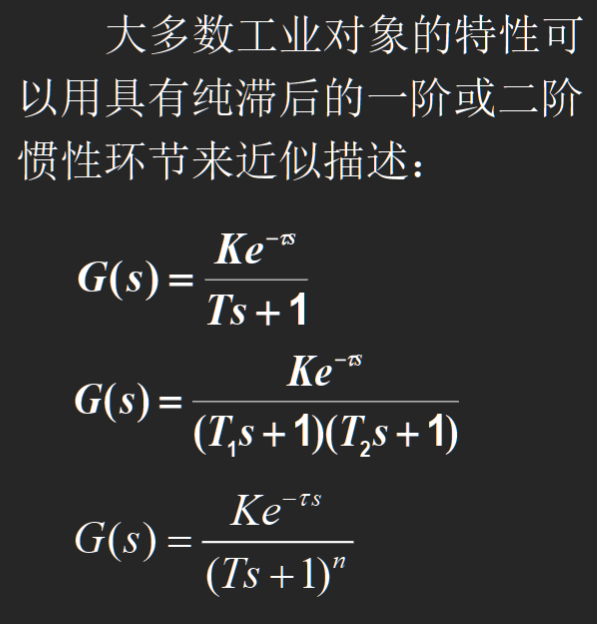 大多数工业对象的特性可
以用具有纯滞后的一阶或二阶
惯性环节来近似描述：
G(s) = Ke^{-τs} / (Ts + 1)
G(s) = Ke^{-τs} / ((T₁s + 1)(T₂s + 1))
G(s) = Ke^{-τs} / (Ts + 1)^n